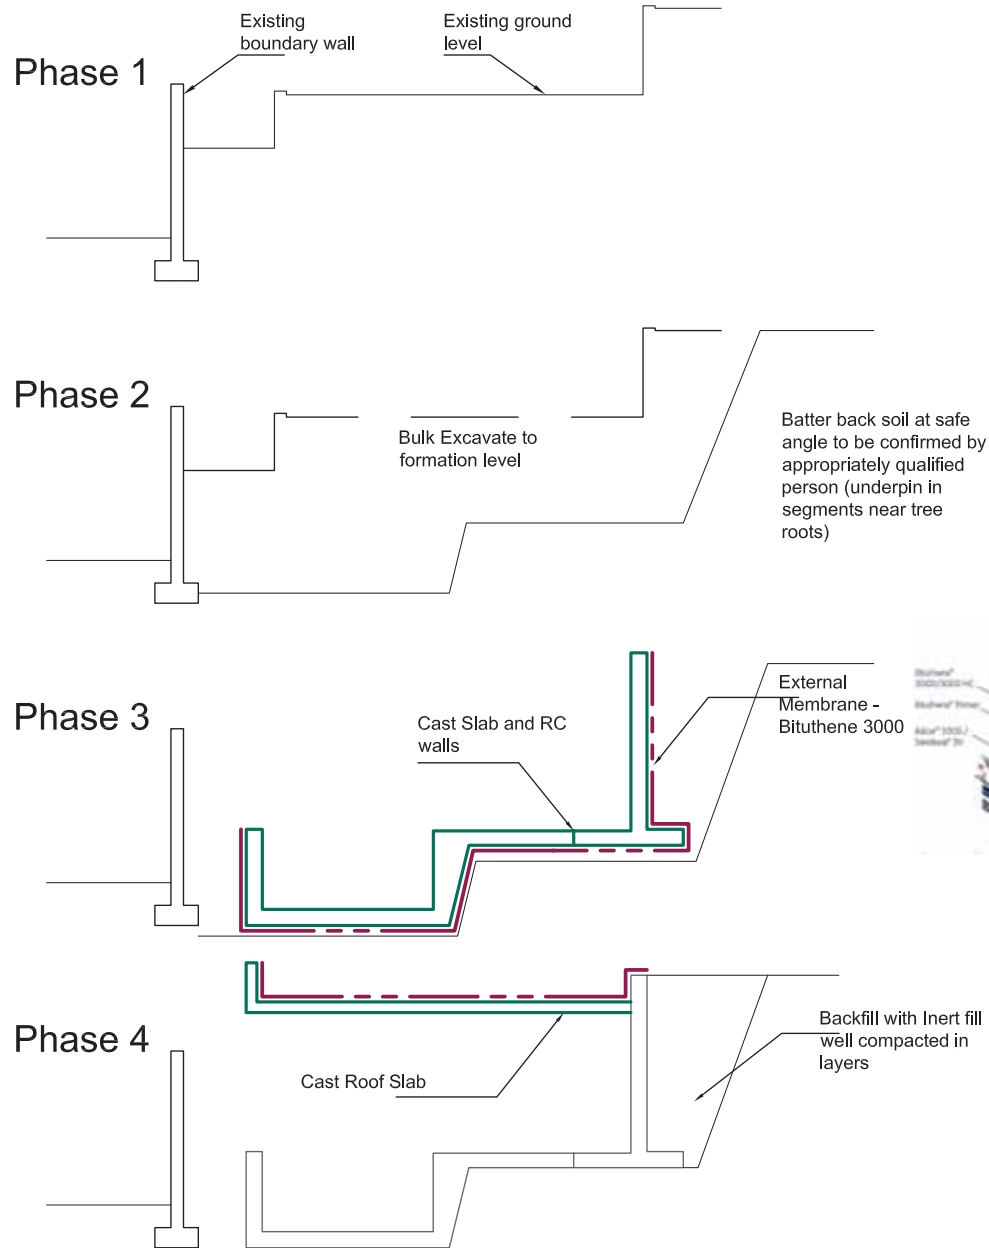 Existing
boundary wall
Existing ground
level
Phase 1
Phase 2
Bulk Excavate to
formation level
Batter back soil at safe
angle to be confirmed by
appropriately qualified
person (underpin in
segments near tree
roots)
Phase 3
Cast Slab and RC
walls
External
Membrane -
Bituthene 3000
Bituthene® Primer
Phase 4
Cast Roof Slab
Backfill with Inert fill
well compacted in
layers